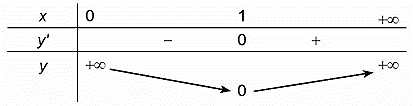 x 0 1 +∞
y' − 0 +
y +∞ +∞
0